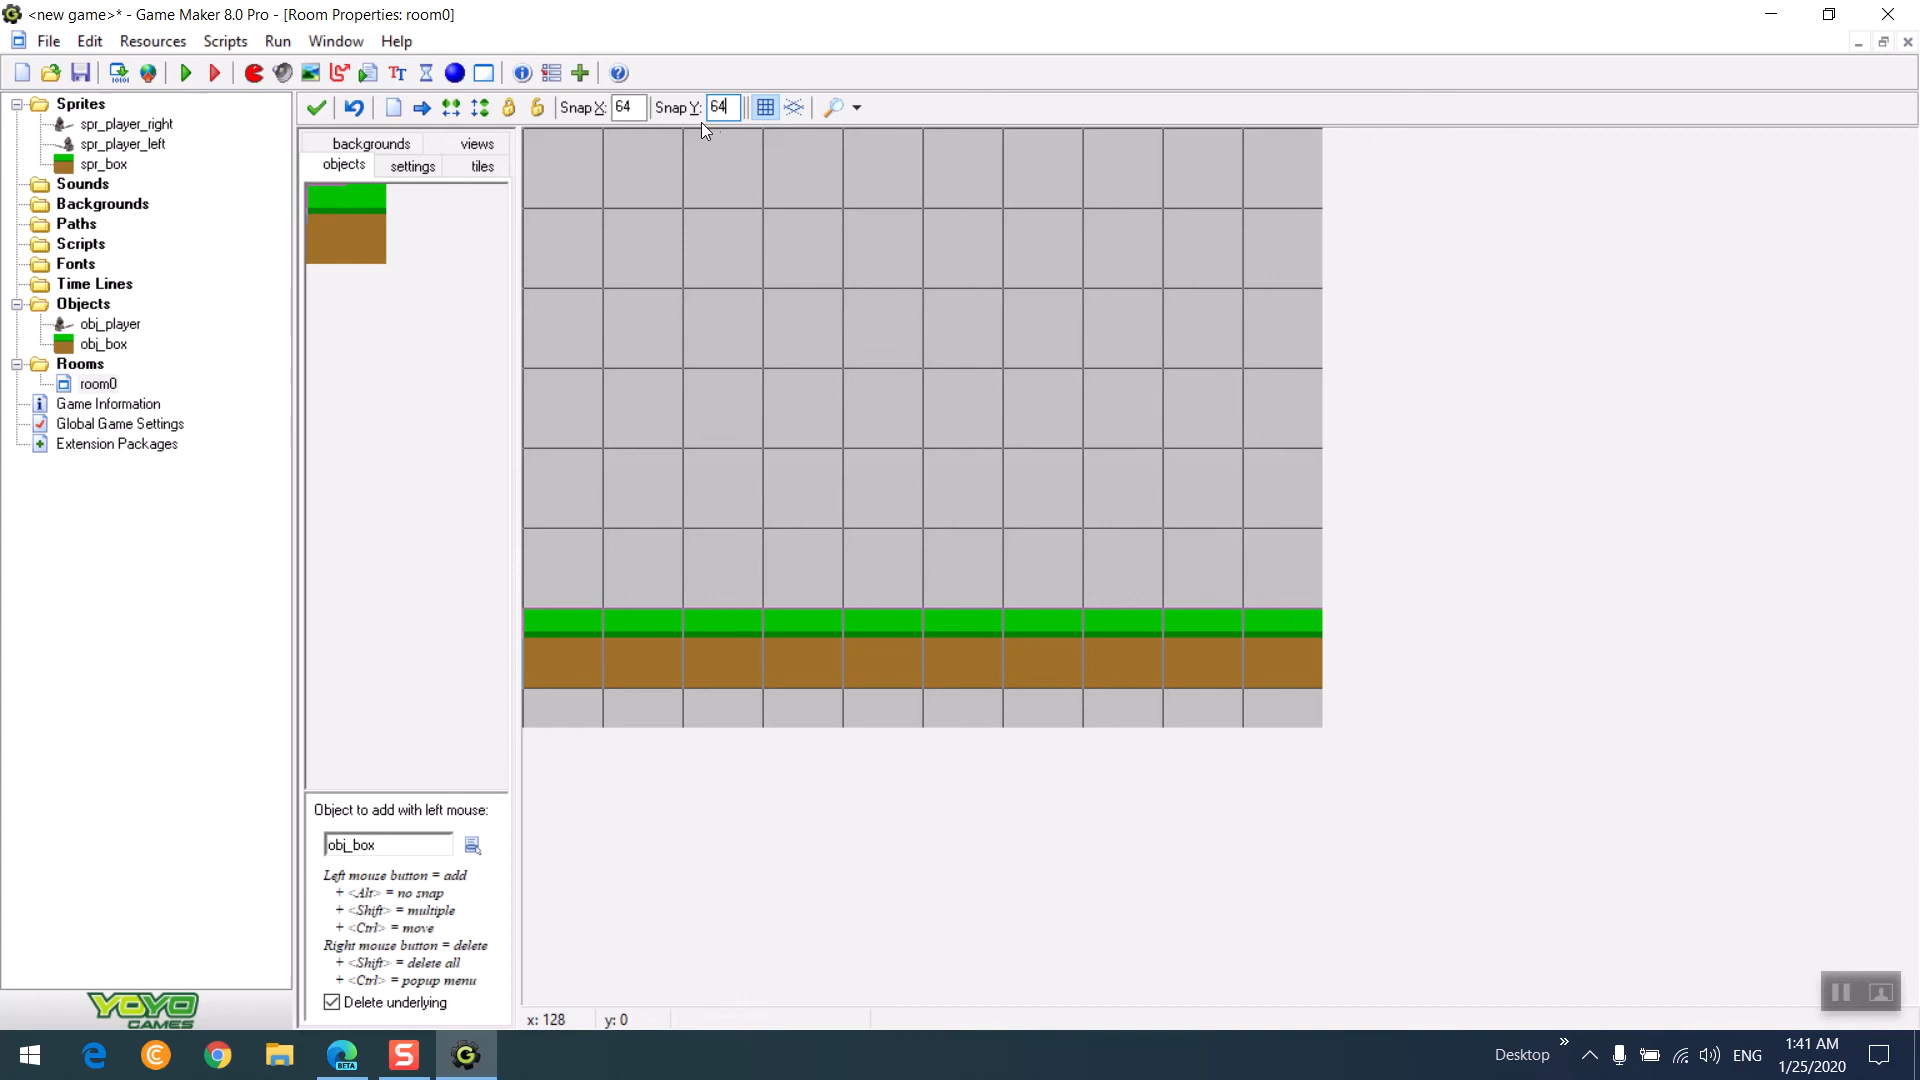 <new game>* - Game Maker 8.0 Pro - [Room Properties: room0]
File Edit Resources Scripts Run Window Help
Snap X: 64 Snap Y: 64
Sprites
spr_player_right
spr_player_left
spr_box
Sounds
Backgrounds
Paths
Scripts
Fonts
Time Lines
Objects
obj_player
obj_box
Rooms
room0
Game Information
Global Game Settings
Extension Packages
YOYO
GAMES
backgrounds views
objects settings tiles
Object to add with left mouse:
obj_box
Left mouse button = add
+ <Alt> = no snap
+ <Shift> = multiple
+ <Ctrl> = move
Right mouse button = delete
+ <Shift> = delete all
+ <Ctrl> = popup menu
Delete underlying
x: 128 y: 0
BETA
Desktop » ENG
1:41 AM
1/25/2020